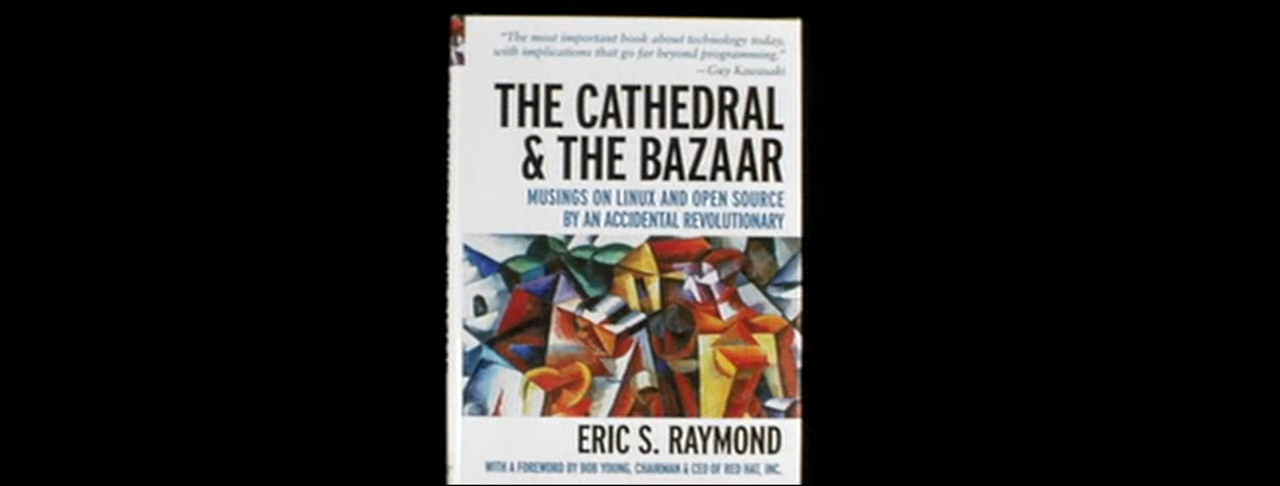 "The most important book about technology today,
with implications that go far beyond programming."
—Guy Kawasaki
THE CATHEDRAL
& THE BAZAAR
MUSINGS ON LINUX AND OPEN SOURCE
BY AN ACCIDENTAL REVOLUTIONARY
ERIC S. RAYMOND
WITH A FOREWORD BY BOB YOUNG, CHAIRMAN & CEO OF RED HAT, INC.